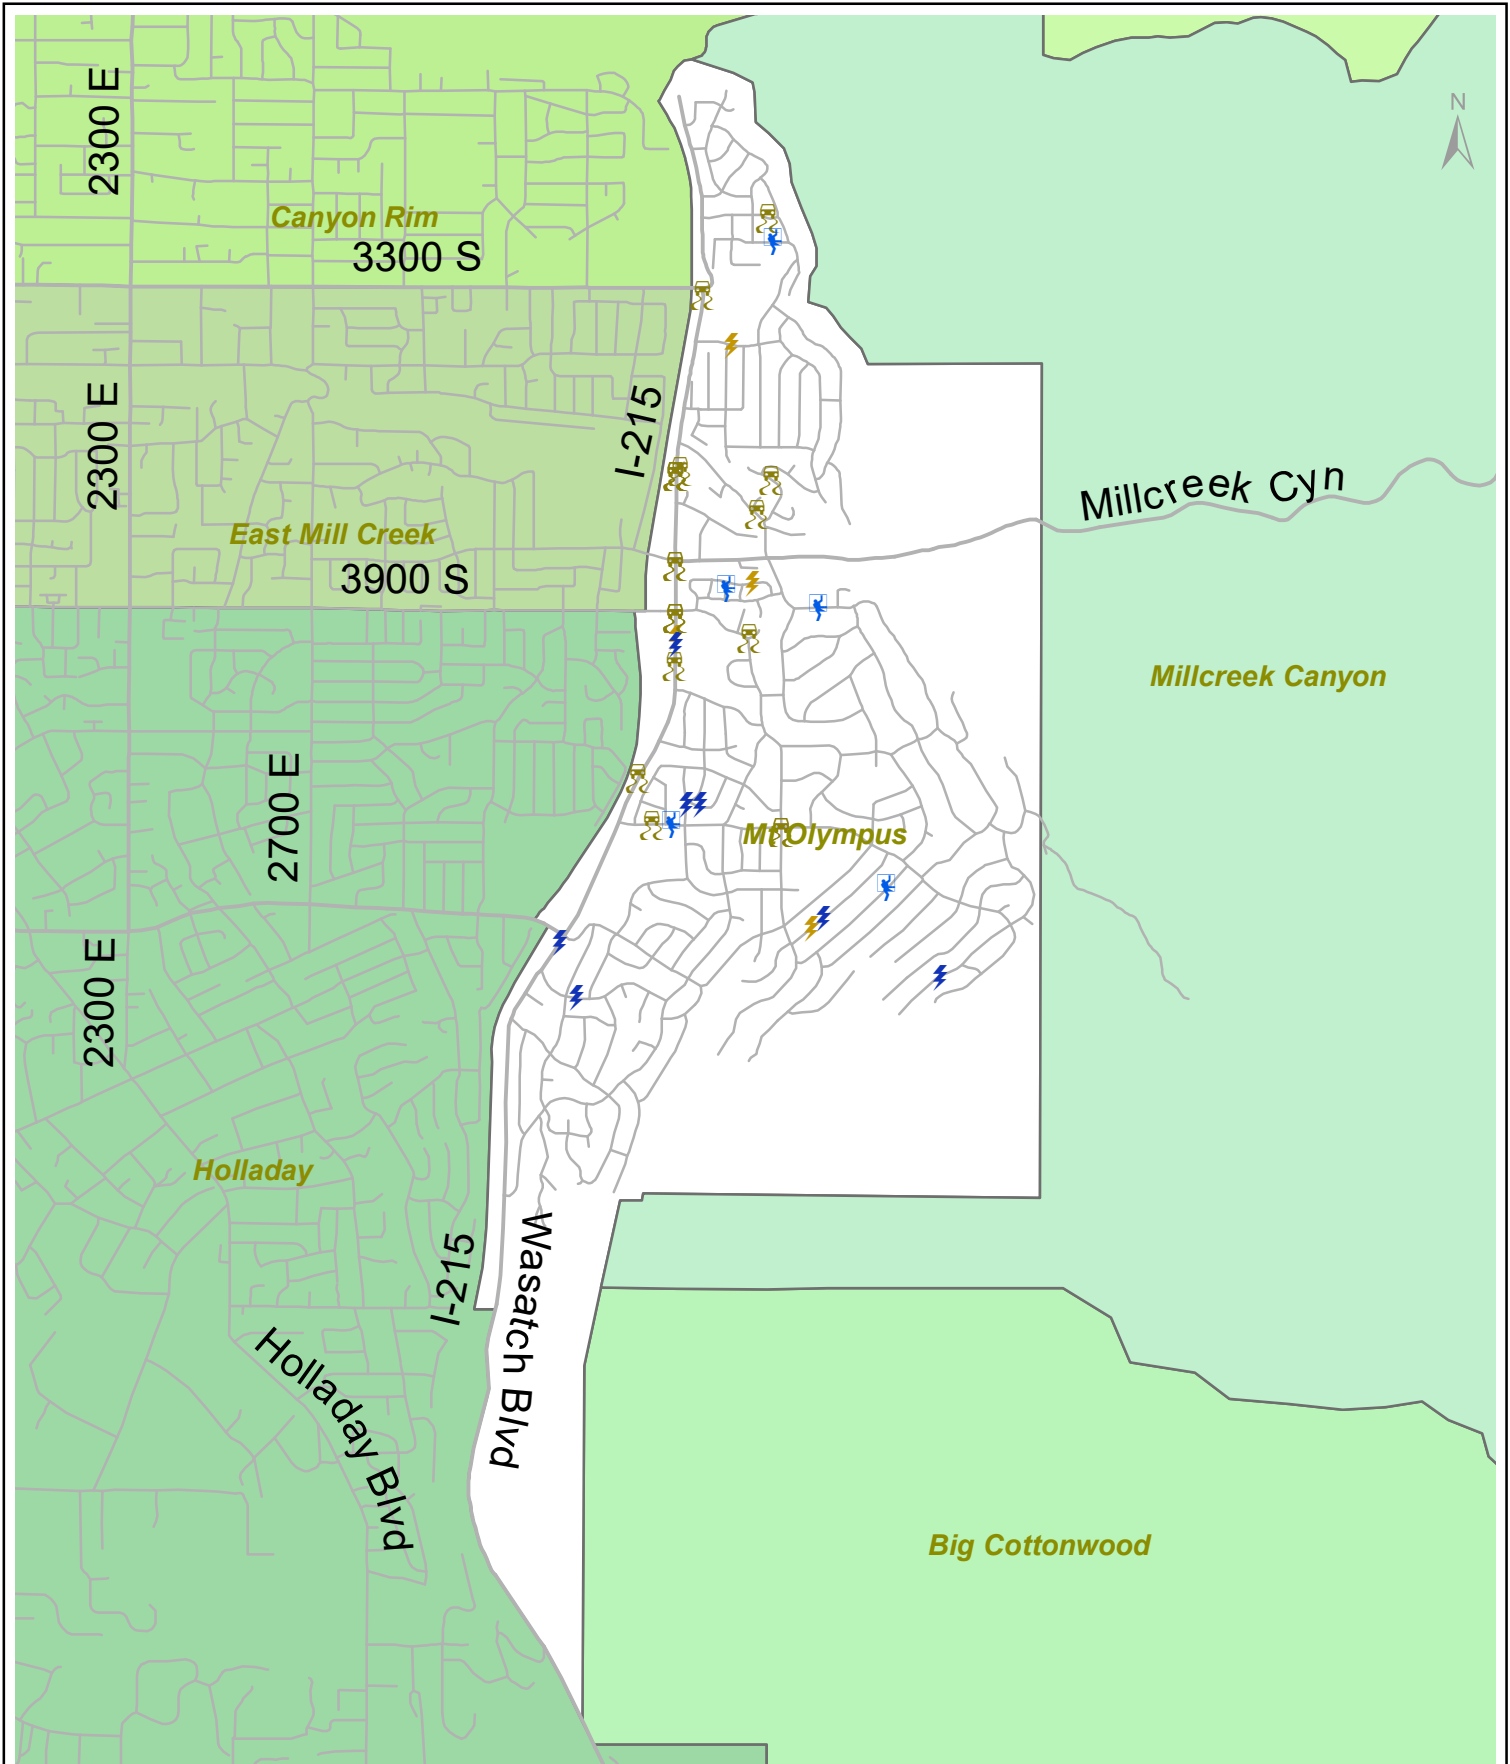 N
2300 E
Canyon Rim
3300 S
I-215
2300 E
Millcreek Cyn
East Mill Creek
3900 S
Millcreek Canyon
2700 E
Mt Olympus
2300 E
Holladay
I-215
Wasatch Blvd
Holladay Blvd
Big Cottonwood